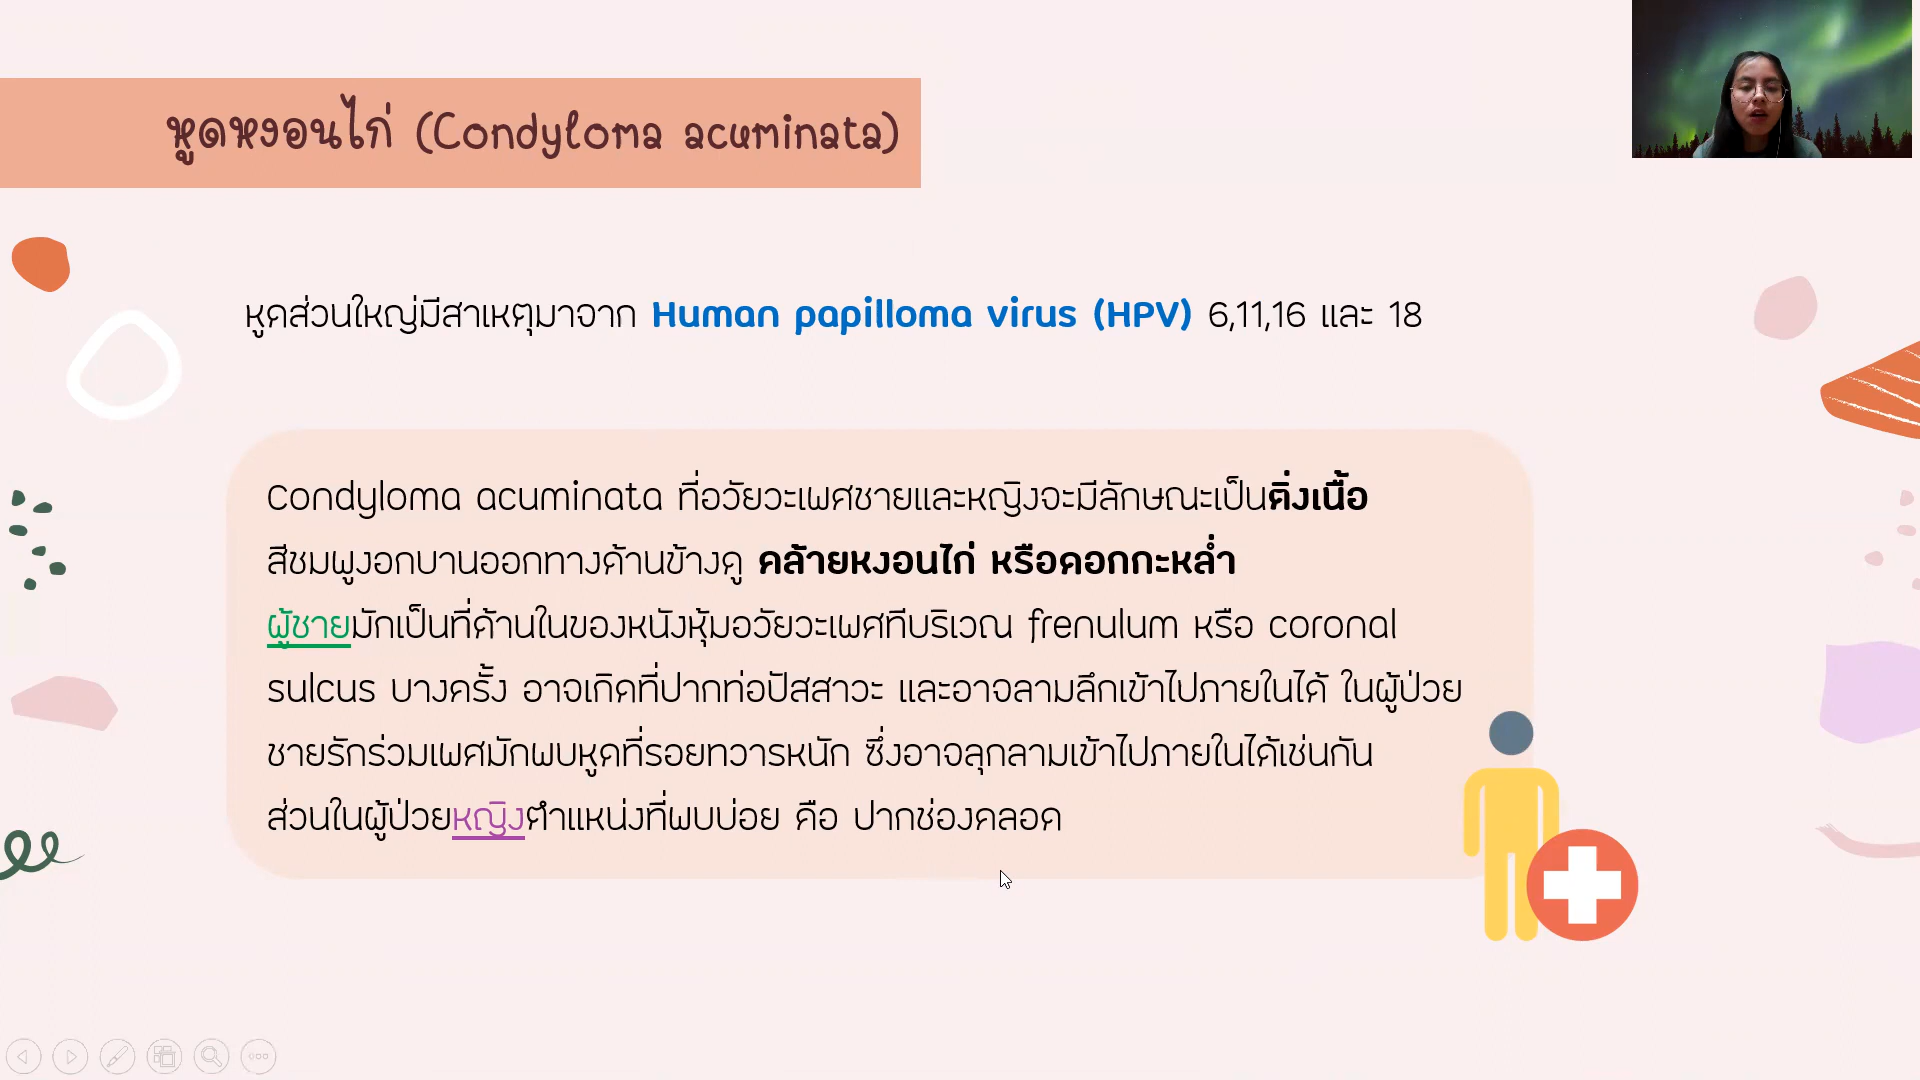 หูดหงอนไก่ (Condyloma acuminata)
หูดส่วนใหญ่มีสาเหตุมาจาก Human papilloma virus (HPV) 6,11,16 และ 18
Condyloma acuminata ที่อวัยวะเพศชายและหญิงจะมีลักษณะเป็นติ่งเนื้อ
สีชมพูงอกบานออกทางด้านข้างดู คล้ายหงอนไก่ หรือดอกกะหล่ำ
ผู้ชายมักเป็นที่ด้านในของหนังหุ้มอวัยวะเพศทีบริเวณ frenulum หรือ coronal
sulcus บางครั้ง อาจเกิดที่ปากท่อปัสสาวะ และอาจลามลึกเข้าไปภายในได้ ในผู้ป่วย
ชายรักร่วมเพศมักพบหูดที่รอยทวารหนัก ซึ่งอาจลุกลามเข้าไปภายในได้เช่นกัน
ส่วนในผู้ป่วยหญิงตำแหน่งที่พบบ่อย คือ ปากช่องคลอด